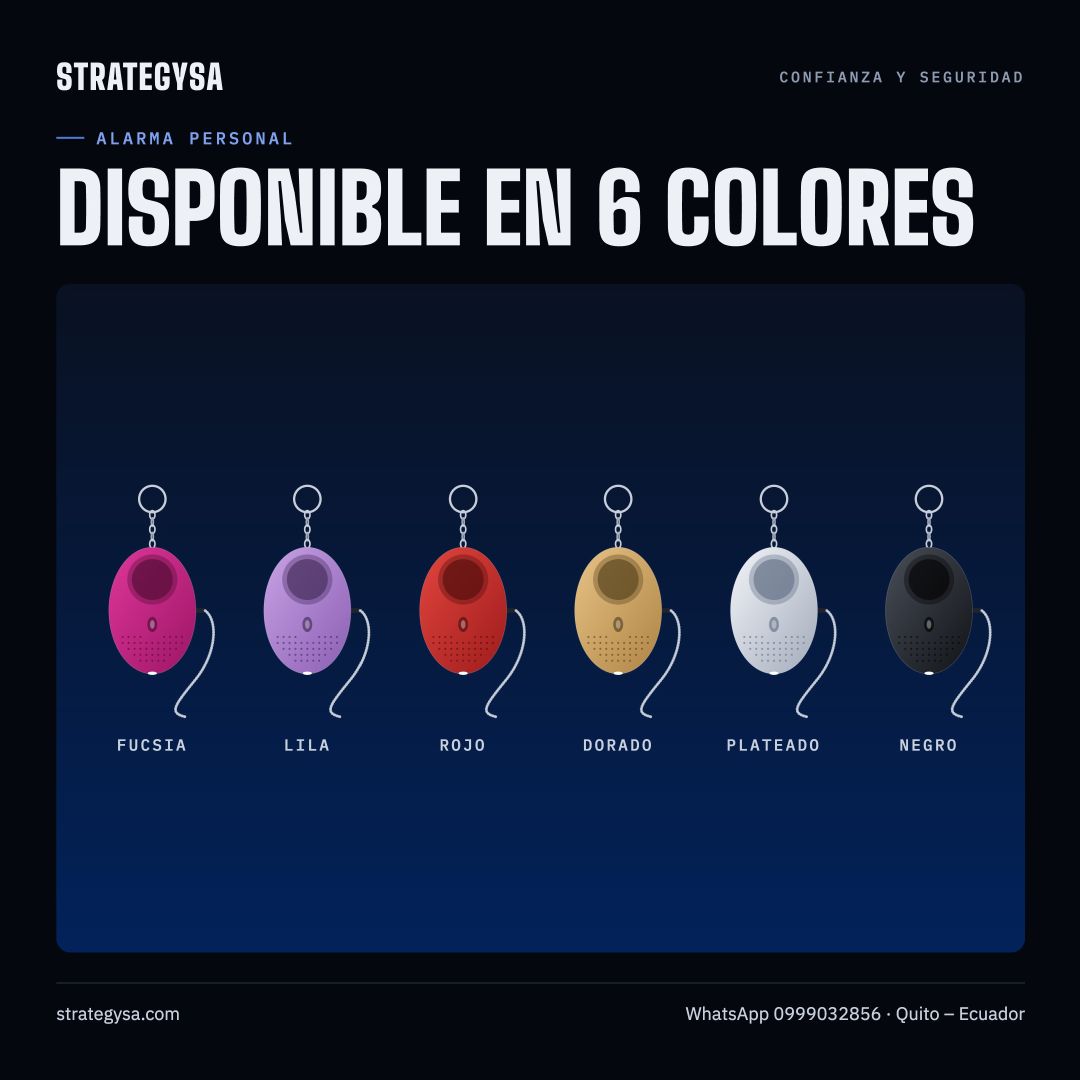 STRATEGYSA
CONFIANZA Y SEGURIDAD
ALARMA PERSONAL
DISPONIBLE EN 6 COLORES
FUCSIA
LILA
ROJO
DORADO
PLATEADO
NEGRO
strategysa.com
WhatsApp 0999032856 · Quito – Ecuador